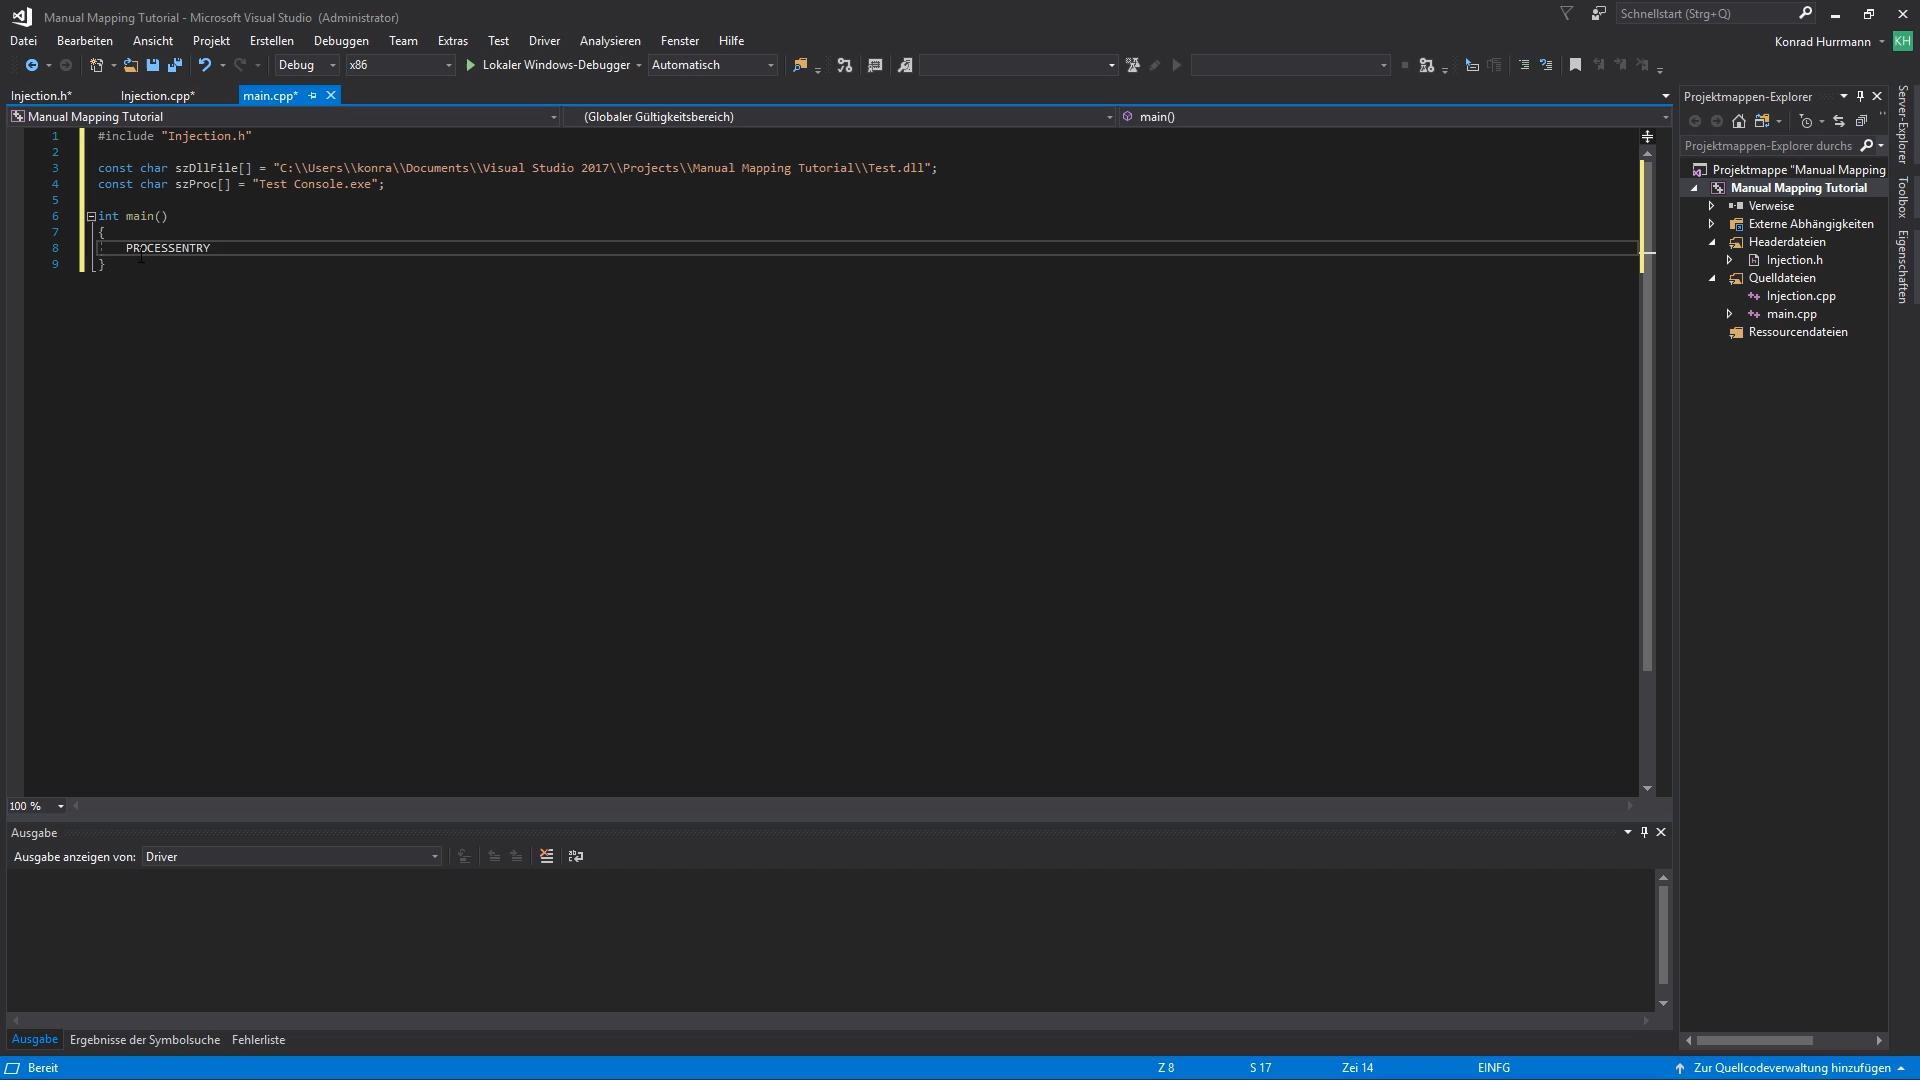 Manual Mapping Tutorial - Microsoft Visual Studio (Administrator)
Schnellstart (Strg+Q)
Datei Bearbeiten Ansicht Projekt Erstellen Debuggen Team Extras Test Driver Analysieren Fenster Hilfe
Konrad Hurrmann KH
Debug x86 Lokaler Windows-Debugger Automatisch
Injection.h* Injection.cpp* main.cpp*
Manual Mapping Tutorial (Globaler Gültigkeitsbereich) main()
1 #include "Injection.h"
2
3 const char szDllFile[] = "C:\\Users\\konra\\Documents\\Visual Studio 2017\\Projects\\Manual Mapping Tutorial\\Test.dll";
4 const char szProc[] = "Test Console.exe";
5
6 int main()
7 {
8 PROCESSENTRY
9 }
100 %
Ausgabe
Ausgabe anzeigen von: Driver
Ausgabe Ergebnisse der Symbolsuche Fehlerliste
Bereit Z 8 S 17 Zei 14 EINFG Zur Quellcodeverwaltung hinzufügen
Projektmappen-Explorer
Projektmappen-Explorer durchs
Projektmappe "Manual Mapping
Manual Mapping Tutorial
Verweise
Externe Abhängigkeiten
Headerdateien
Injection.h
Quelldateien
Injection.cpp
main.cpp
Ressourcendateien
Server-Explorer
Toolbox
Eigenschaften